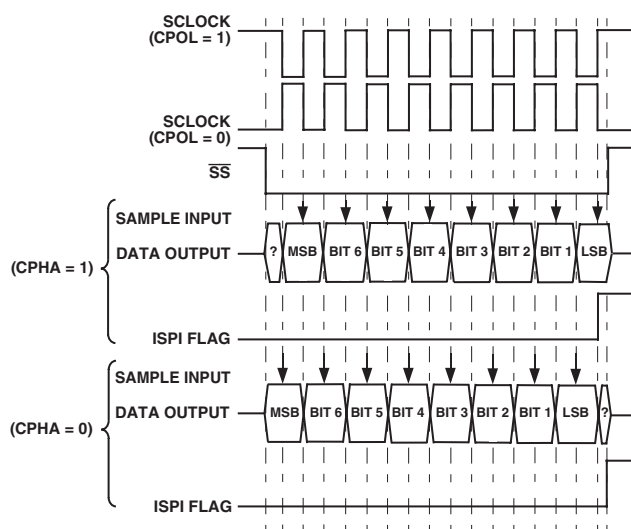 SCLOCK
(CPOL = 1)
SCLOCK
(CPOL = 0)
SS
(CPHA = 1)
SAMPLE INPUT
DATA OUTPUT
? MSB BIT 6 BIT 5 BIT 4 BIT 3 BIT 2 BIT 1 LSB
ISPI FLAG
(CPHA = 0)
SAMPLE INPUT
DATA OUTPUT
MSB BIT 6 BIT 5 BIT 4 BIT 3 BIT 2 BIT 1 LSB ?
ISPI FLAG